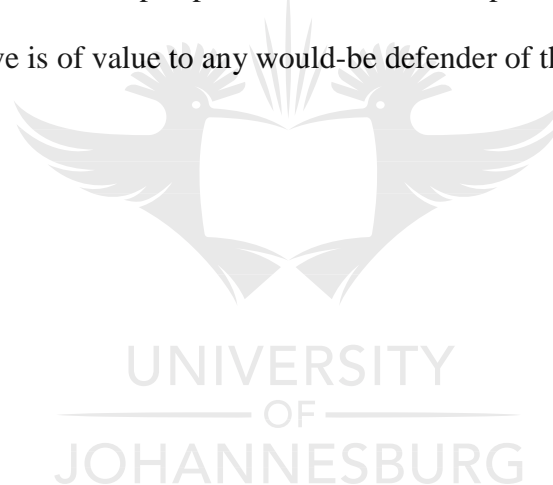 ve is of value to any would-be defender of th
UNIVERSITY
OF
JOHANNESBURG